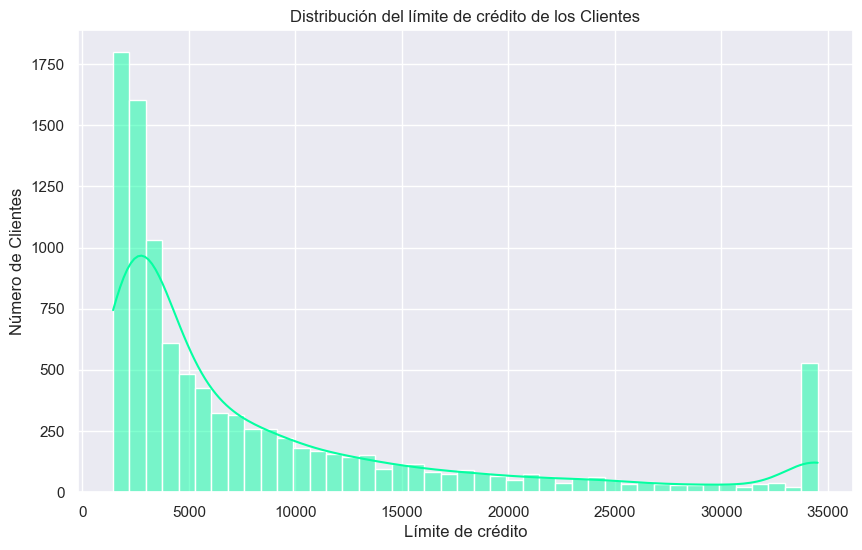 Distribución del límite de crédito de los Clientes
1750
1500
1250
1000
750
500
250
0
Número de Clientes
0 5000 10000 15000 20000 25000 30000 35000
Límite de crédito